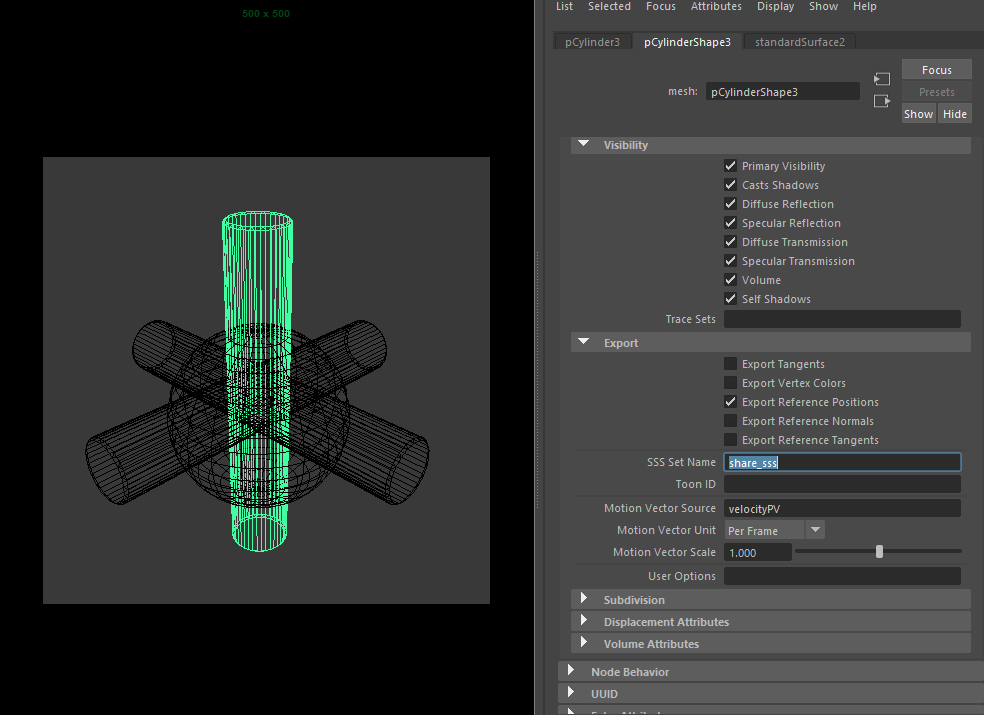 500 x 500
List Selected Focus Attributes Display Show Help
pCylinder3 pCylinderShape3 standardSurface2
Focus
mesh: pCylinderShape3
Presets
Show Hide
Visibility
Primary Visibility
Casts Shadows
Diffuse Reflection
Specular Reflection
Diffuse Transmission
Specular Transmission
Volume
Self Shadows
Trace Sets
Export
Export Tangents
Export Vertex Colors
Export Reference Positions
Export Reference Normals
Export Reference Tangents
SSS Set Name share_sss
Toon ID
Motion Vector Source velocityPV
Motion Vector Unit Per Frame
Motion Vector Scale 1.000
User Options
Subdivision
Displacement Attributes
Volume Attributes
Node Behavior
UUID